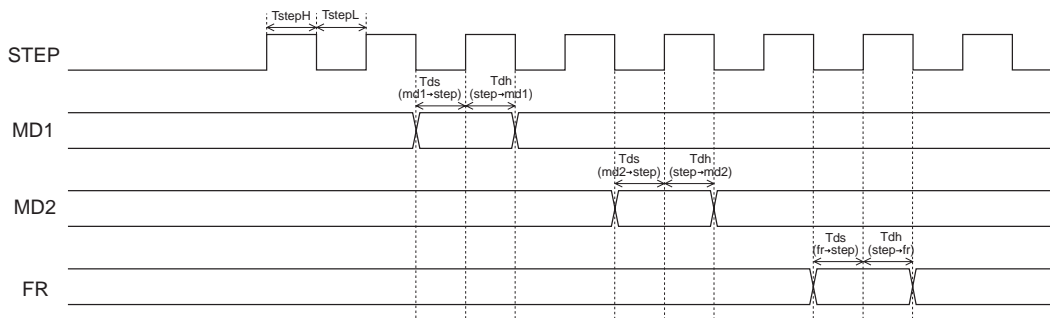 TstepH TstepL
STEP
Tds Tdh
(md1→step) (step→md1)
MD1
Tds Tdh
(md2→step) (step→md2)
MD2
Tds Tdh
(fr→step) (step→fr)
FR